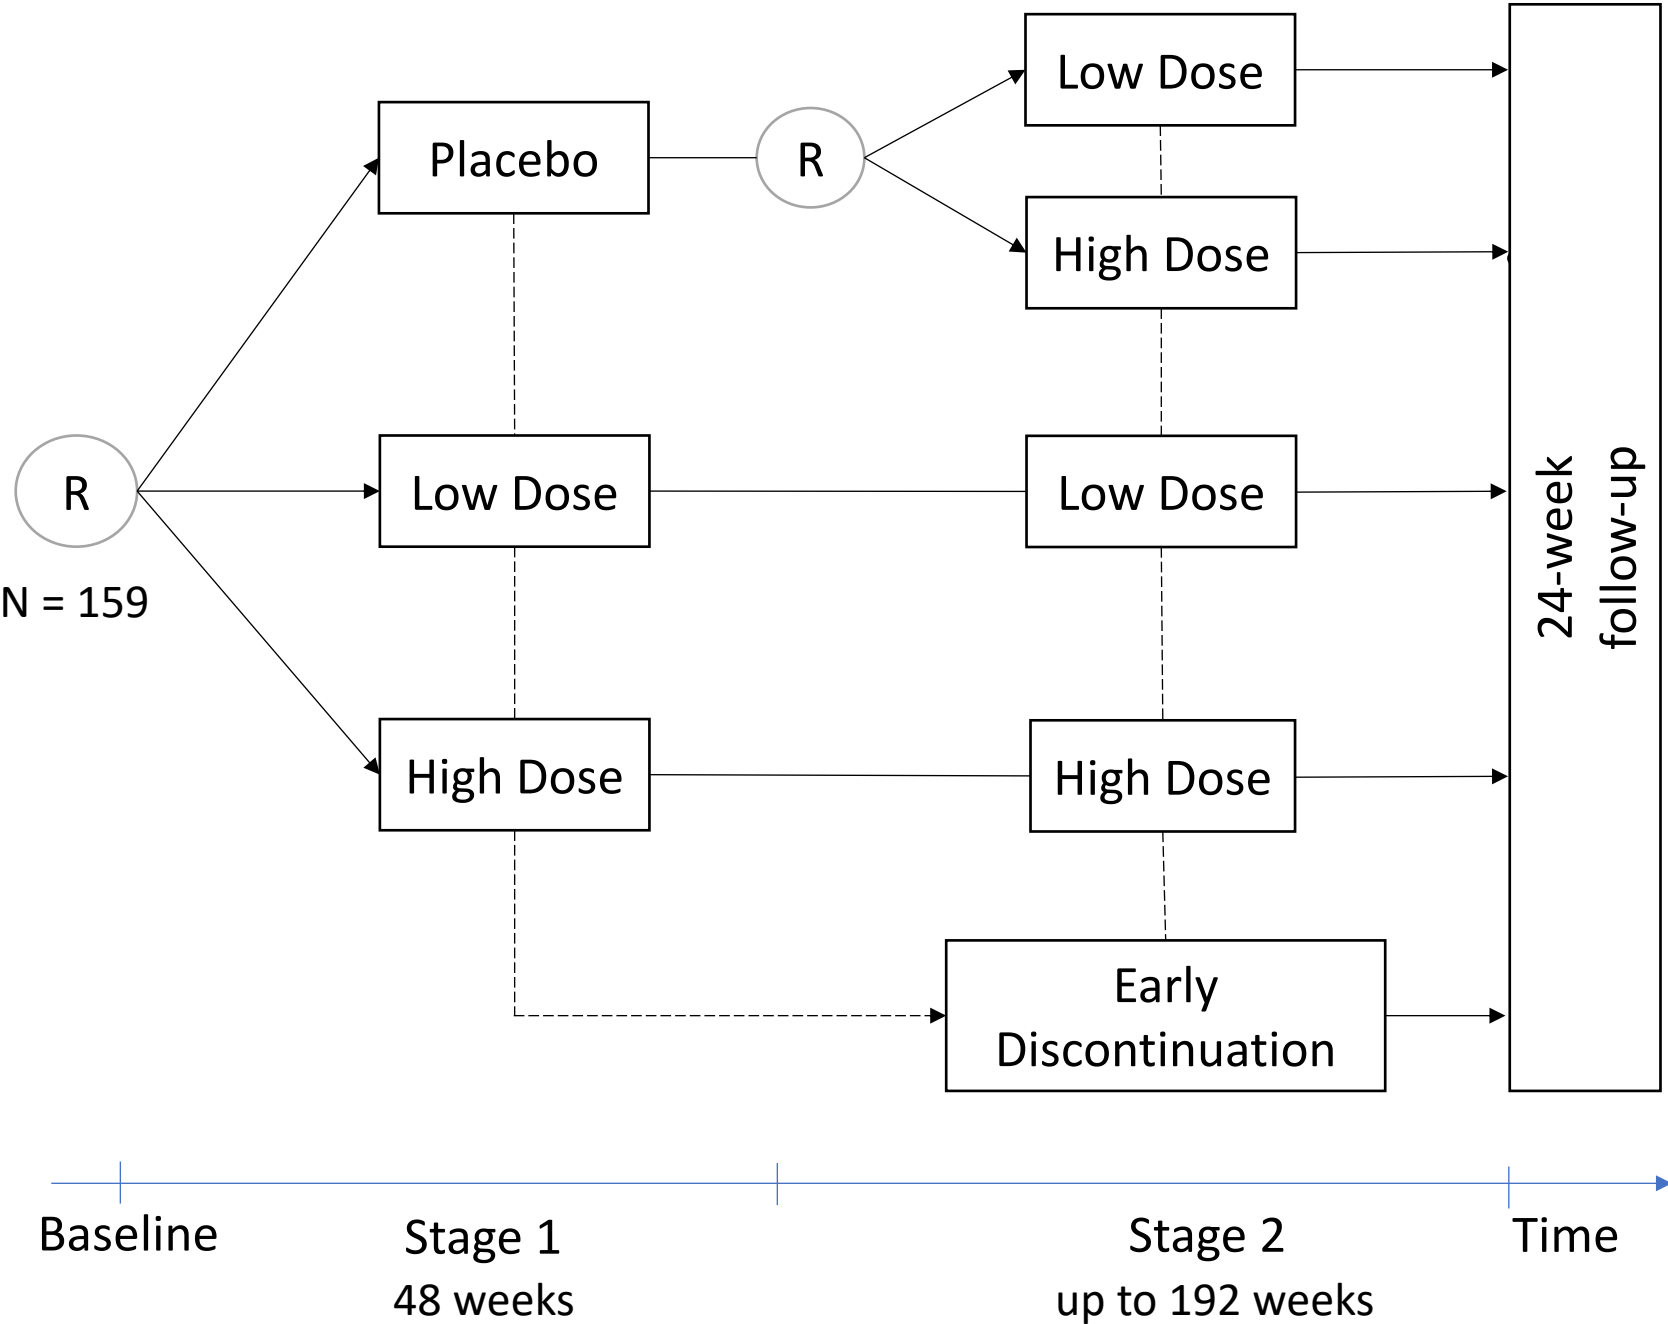 Low Dose
Placebo
R
High Dose
R
Low Dose
Low Dose
N = 159
High Dose
High Dose
Early
Discontinuation
24-week
follow-up
Baseline
Stage 1
48 weeks
Stage 2
up to 192 weeks
Time